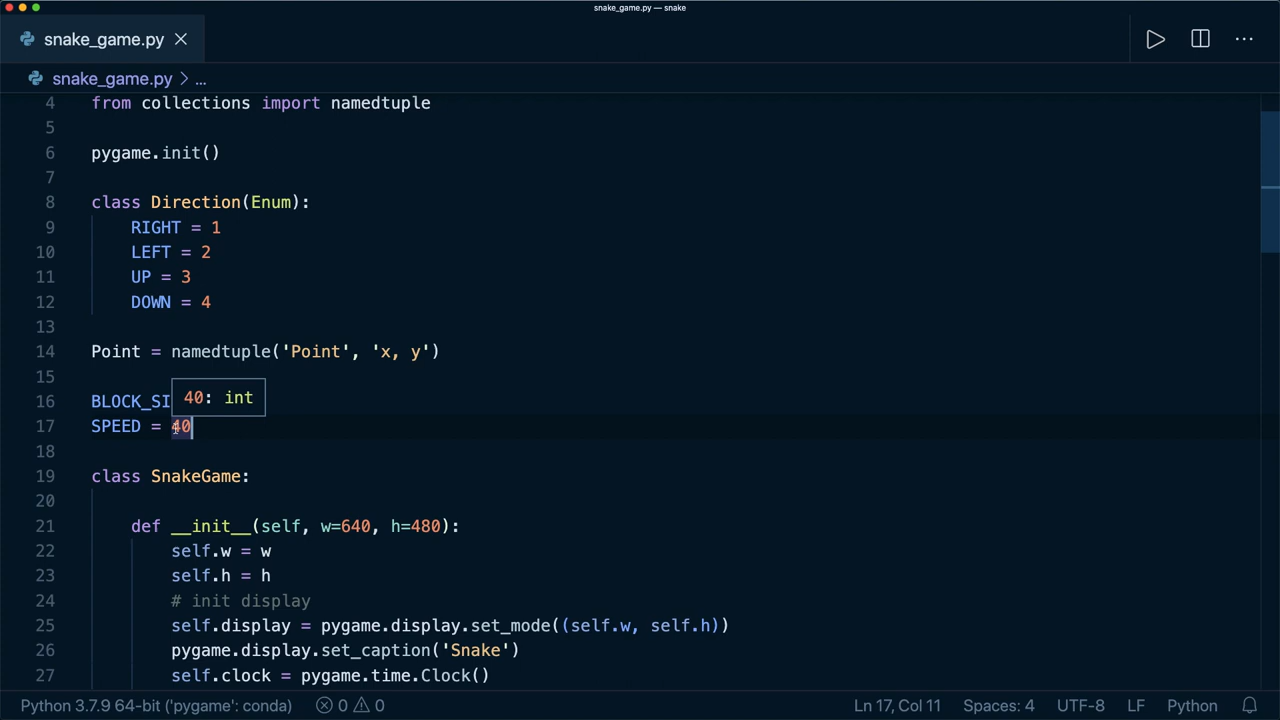 snake_game.py — snake
snake_game.py
snake_game.py > ...
4 from collections import namedtuple
5
6 pygame.init()
7
8 class Direction(Enum):
9 RIGHT = 1
10 LEFT = 2
11 UP = 3
12 DOWN = 4
13
14 Point = namedtuple('Point', 'x, y')
15
40: int
16 BLOCK_SI
17 SPEED = 40
18
19 class SnakeGame:
20
21 def __init__(self, w=640, h=480):
22 self.w = w
23 self.h = h
24 # init display
25 self.display = pygame.display.set_mode((self.w, self.h))
26 pygame.display.set_caption('Snake')
27 self.clock = pygame.time.Clock()
Python 3.7.9 64-bit ('pygame': conda) 0 0 Ln 17, Col 11 Spaces: 4 UTF-8 LF Python